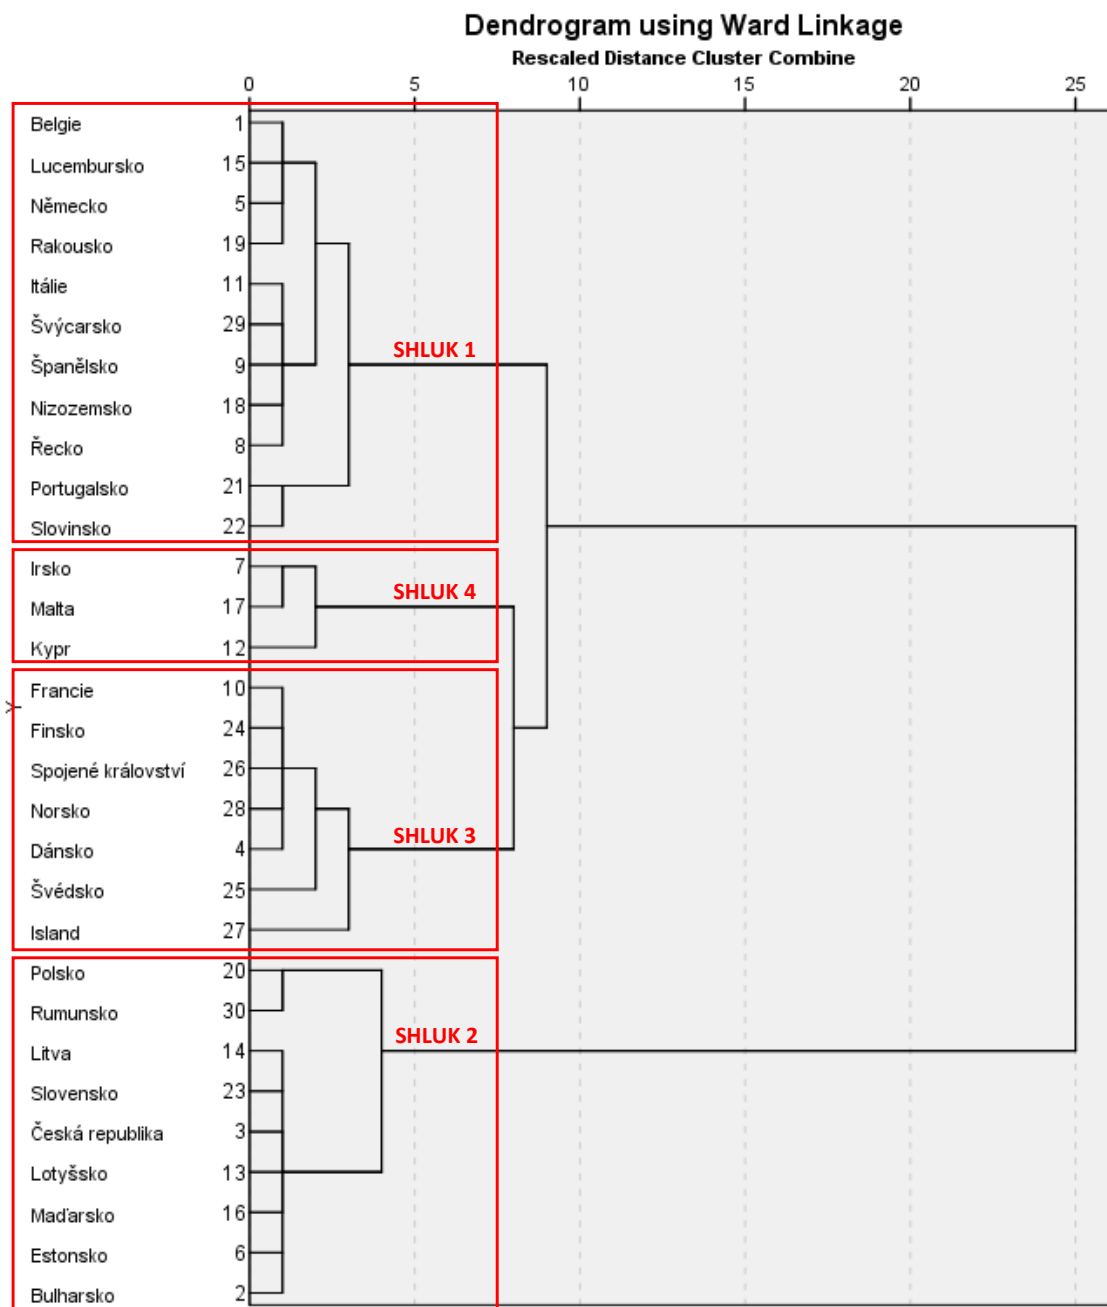 Dendrogram using Ward Linkage
Rescaled Distance Cluster Combine
0 5 10 15 20 25
Belgie 1
Lucembursko 15
Německo 5
Rakousko 19
Itálie 11
Švýcarsko 29
SHLUK 1
Španělsko 9
Nizozemsko 18
Řecko 8
Portugalsko 21
Slovinsko 22
Irsko 7
SHLUK 4
Malta 17
Kypr 12
Francie 10
Y
Finsko 24
Spojené království 26
Norsko 28
SHLUK 3
Dánsko 4
Švédsko 25
Island 27
Polsko 20
Rumunsko 30
SHLUK 2
Litva 14
Slovensko 23
Česká republika 3
Lotyšsko 13
Maďarsko 16
Estonsko 6
Bulharsko 2